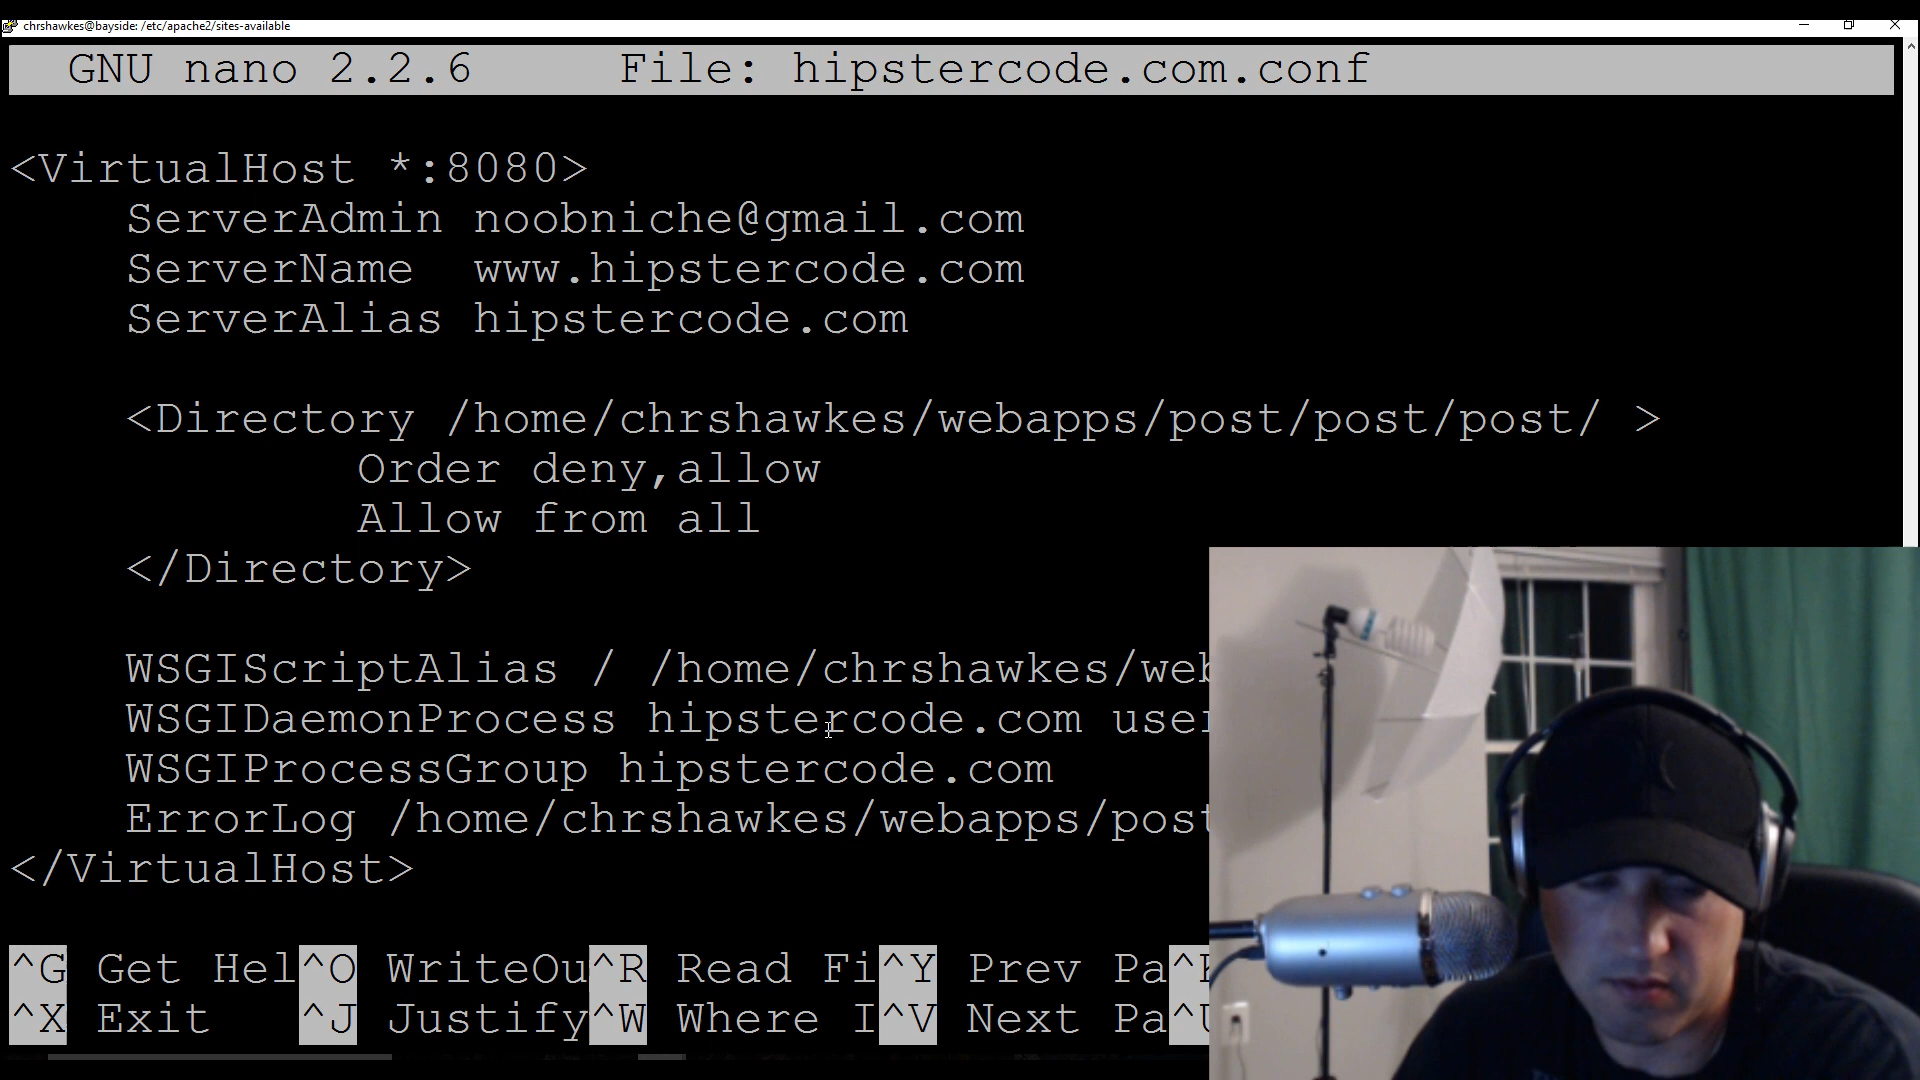 chrshawkes@bayside: /etc/apache2/sites-available
GNU nano 2.2.6 File: hipstercode.com.conf
<VirtualHost *:8080>
ServerAdmin noobniche@gmail.com
ServerName www.hipstercode.com
ServerAlias hipstercode.com
<Directory /home/chrshawkes/webapps/post/post/post/ >
Order deny,allow
Allow from all
</Directory>
WSGIScriptAlias / /home/chrshawkes/web
WSGIDaemonProcess hipstercode.com user
WSGIProcessGroup hipstercode.com
ErrorLog /home/chrshawkes/webapps/post
</VirtualHost>
^G Get Hel^O WriteOu^R Read Fi^Y Prev Pa^K
^X Exit ^J Justify^W Where I^V Next Pa^U